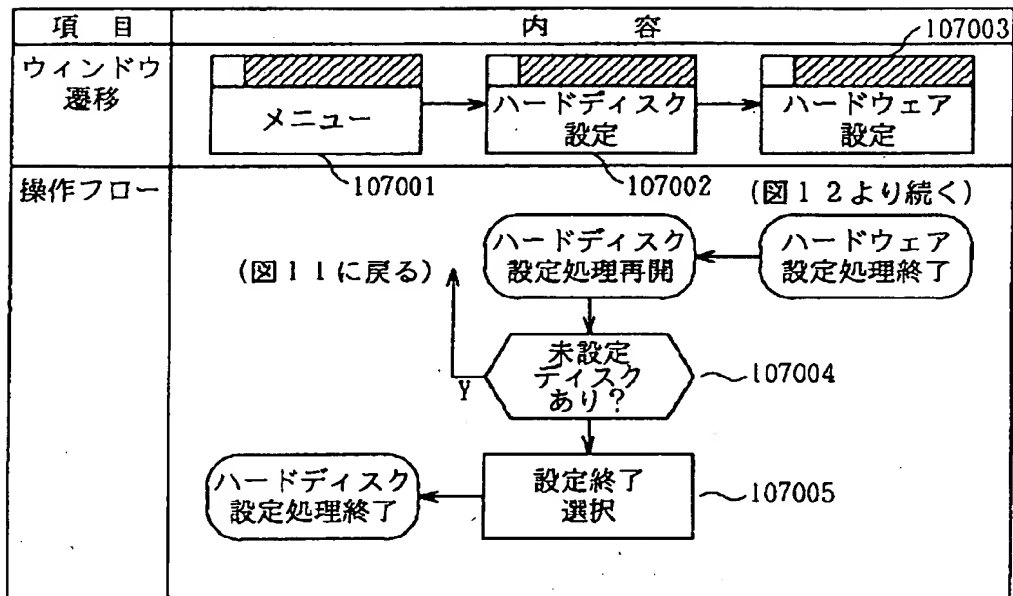 項 目
内 容
107003
ウィンドウ
遷移
メニュー
ハードディスク
設定
ハードウェア
設定
107001
107002
操作フロー
(図12より続く)
ハードディスク
設定処理再開
ハードウェア
設定処理終了
(図11に戻る)
未設定
ディスク
あり?
107004
Y
設定終了
選択
107005
ハードディスク
設定処理終了